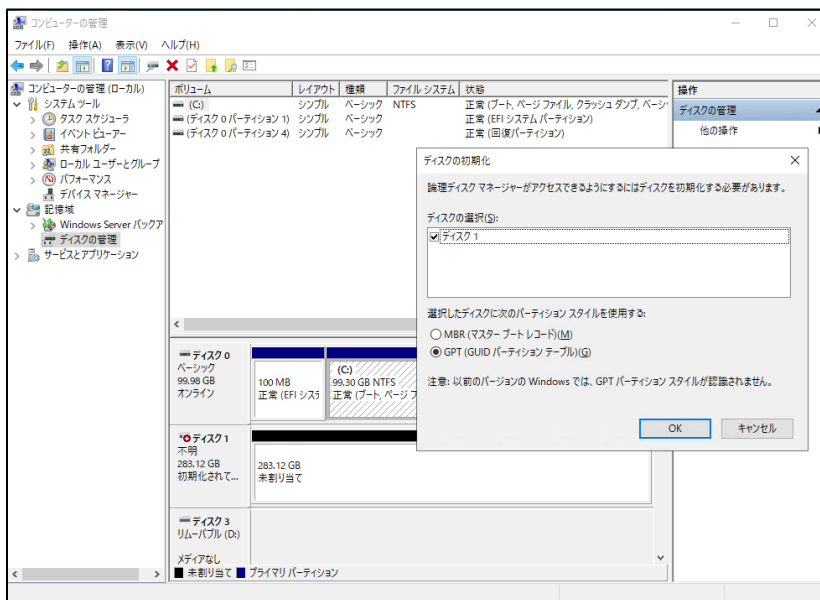 コンピューターの管理
ファイル(F) 操作(A) 表示(V) ヘルプ(H)
コンピューターの管理 (ローカル)
システム ツール
タスク スケジューラ
イベント ビューアー
共有フォルダー
ローカル ユーザーとグループ
パフォーマンス
デバイス マネージャー
記憶域
Windows Server バックア
ディスクの管理
サービスとアプリケーション
ボリューム レイアウト 種類 ファイル システム 状態
(C:) シンプル ベーシック NTFS 正常 (ブート, ページ ファイル, クラッシュ ダンプ, ベーシ
(ディスク 0 パーティション 1) シンプル ベーシック 正常 (EFI システム パーティション)
(ディスク 0 パーティション 4) シンプル ベーシック 正常 (回復パーティション)
操作
ディスクの管理
他の操作
ディスクの初期化
論理ディスク マネージャーがアクセスできるようにするにはディスクを初期化する必要があります。
ディスクの選択(S):
ディスク 1
選択したディスクに次のパーティション スタイルを使用する:
MBR (マスター ブート レコード)(M)
GPT (GUID パーティション テーブル)(G)
注意: 以前のバージョンの Windows では、GPT パーティション スタイルが認識されません。
OK キャンセル
ディスク 0
ベーシック
99.98 GB
オンライン
100 MB
正常 (EFI システ
(C:)
99.30 GB NTFS
正常 (ブート, ページ フ
ディスク 1
不明
283.12 GB
初期化されて...
283.12 GB
未割り当て
ディスク 3
リムーバブル (D:)
メディアなし
未割り当て プライマリ パーティション